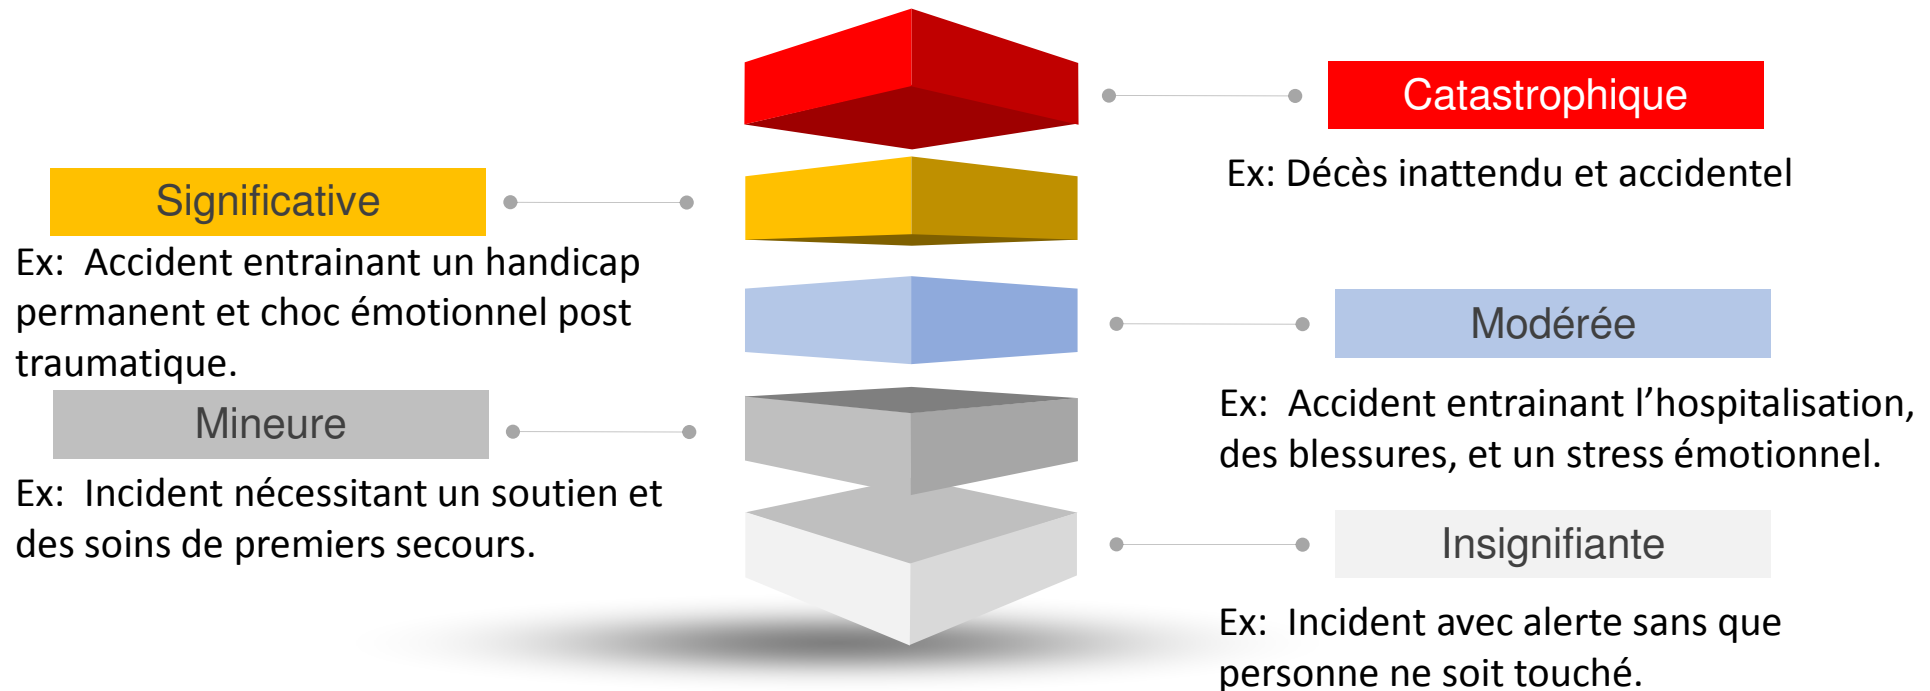 Catastrophique
Ex: Décès inattendu et accidentel
Significative
Ex: Accident entrainant un handicap
permanent et choc émotionnel post
traumatique.
Modérée
Ex: Accident entrainant l’hospitalisation,
des blessures, et un stress émotionnel.
Mineure
Ex: Incident nécessitant un soutien et
des soins de premiers secours.
Insignifiante
Ex: Incident avec alerte sans que
personne ne soit touché.